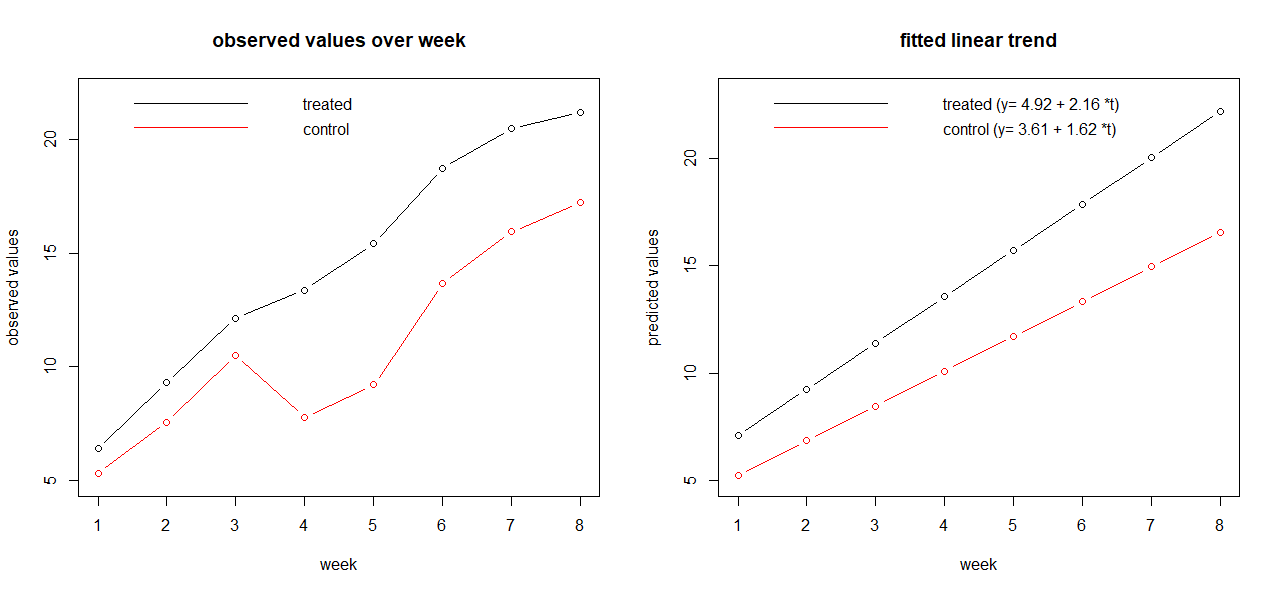 observed values over week
treated
control
observed values
20
15
10
5
1 2 3 4 5 6 7 8
week
fitted linear trend
treated (y= 4.92 + 2.16 *t)
control (y= 3.61 + 1.62 *t)
predicted values
20
15
10
5
1 2 3 4 5 6 7 8
week